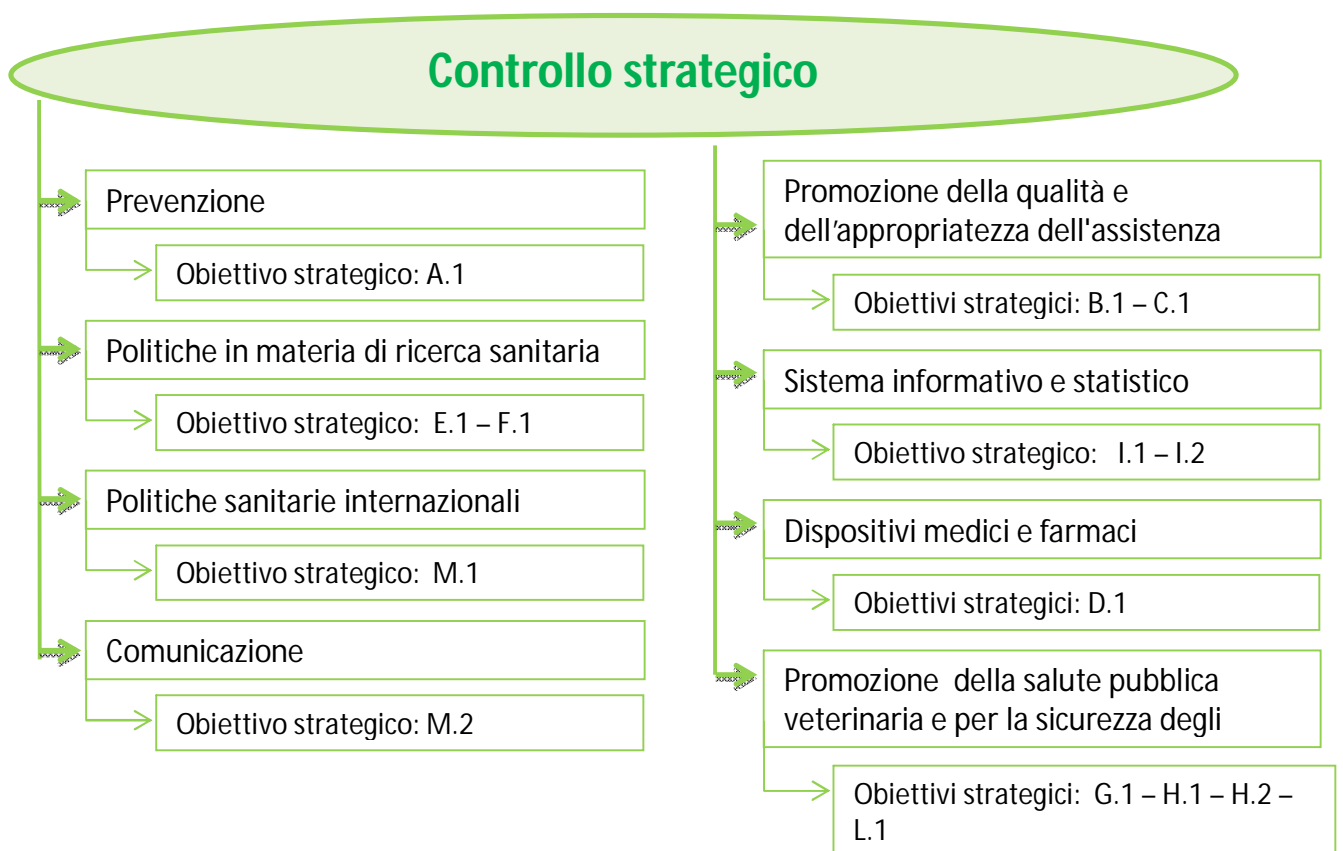 Controllo strategico
Prevenzione
Obiettivo strategico: A.1
Politiche in materia di ricerca sanitaria
Obiettivo strategico: E.1 – F.1
Politiche sanitarie internazionali
Obiettivo strategico: M.1
Comunicazione
Obiettivo strategico: M.2
Promozione della qualità e
dell’appropriatezza dell'assistenza
Obiettivi strategici: B.1 – C.1
Sistema informativo e statistico
Obiettivo strategico: I.1 – I.2
Dispositivi medici e farmaci
Obiettivi strategici: D.1
Promozione della salute pubblica
veterinaria e per la sicurezza degli
Obiettivi strategici: G.1 – H.1 – H.2 –
L.1